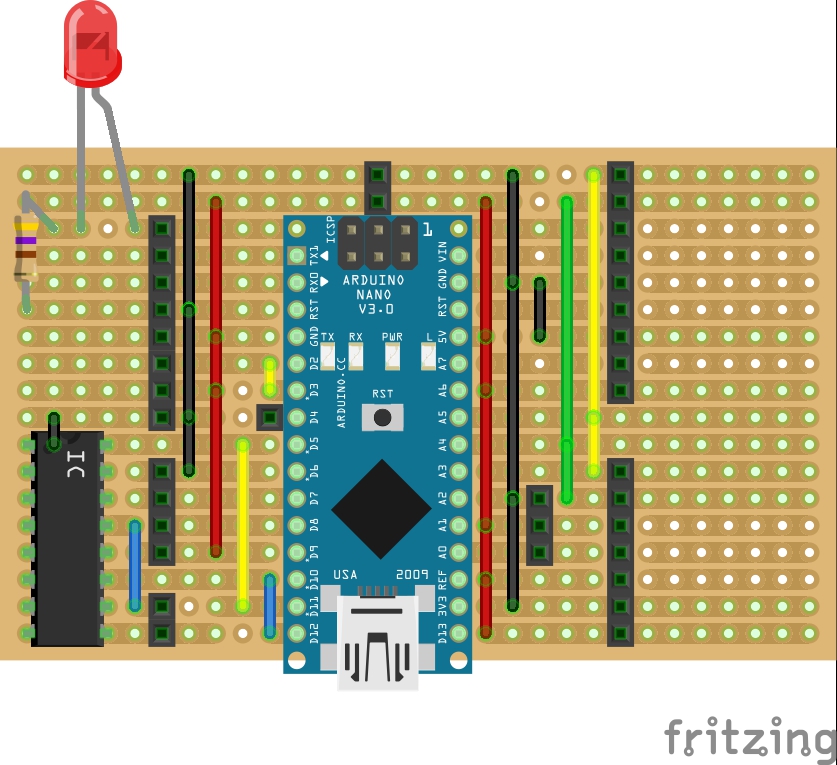 ICSP
1
TX1
VIN
RX0
GND
ARDUINO
NANO
V3.0
RST
RST
GND
TX
RX
PWR
L
5V
D2
A7
D3
ARDUINO.CC
RST
A6
D4
A5
D5
A4
IC
D6
A3
D7
A2
D8
A1
D9
A0
D10
USA
2009
REF
D11
3V3
D12
D13
fritzing